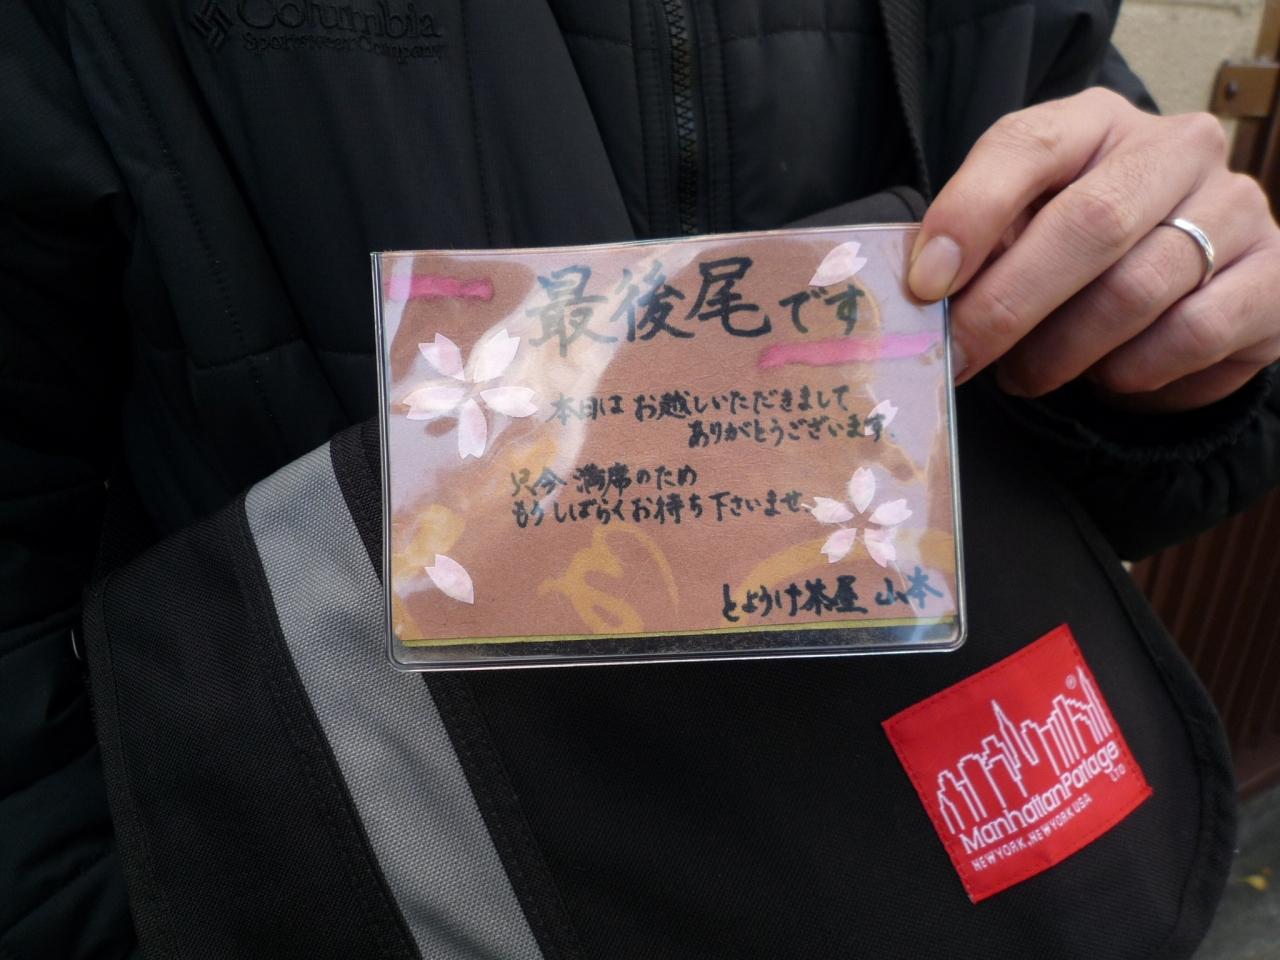 Columbia
Sportswear Company
最後尾です
本日は お越しいただきまして
ありがとうございます。
只今 満席のため
もうしばらくお待ち下さいませ。
とようけ茶屋 山本
®
Manhattan Portage
LTD
NEW YORK, NEW YORK USA